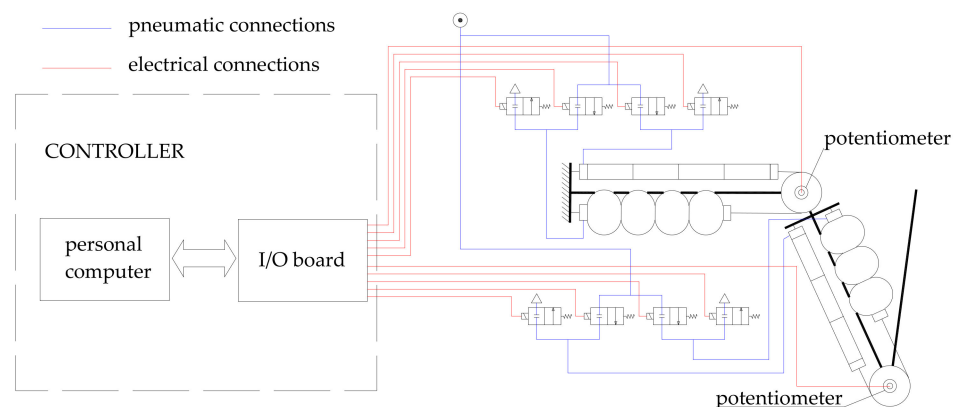 pneumatic connections
electrical connections
CONTROLLER
potentiometer
personal
computer
I/O board
potentiometer